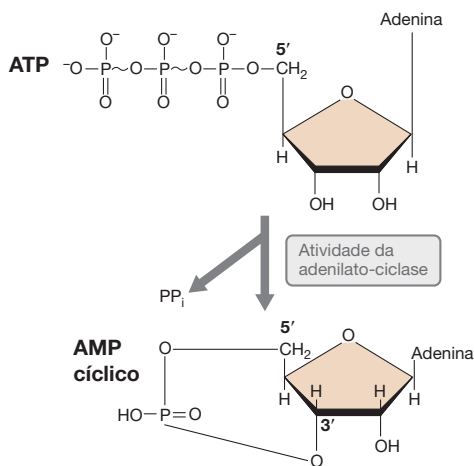 Adenina
O⁻ O⁻ O⁻
5′
ATP
⁻O—P~O—P~O—P—O—CH₂
O
O O O
H H
OH OH
Atividade da
adenilato-ciclase
PPᵢ
5′
O
AMP
cíclico
O CH₂
Adenina
H H H H
HO—P=O
3′
OH
O